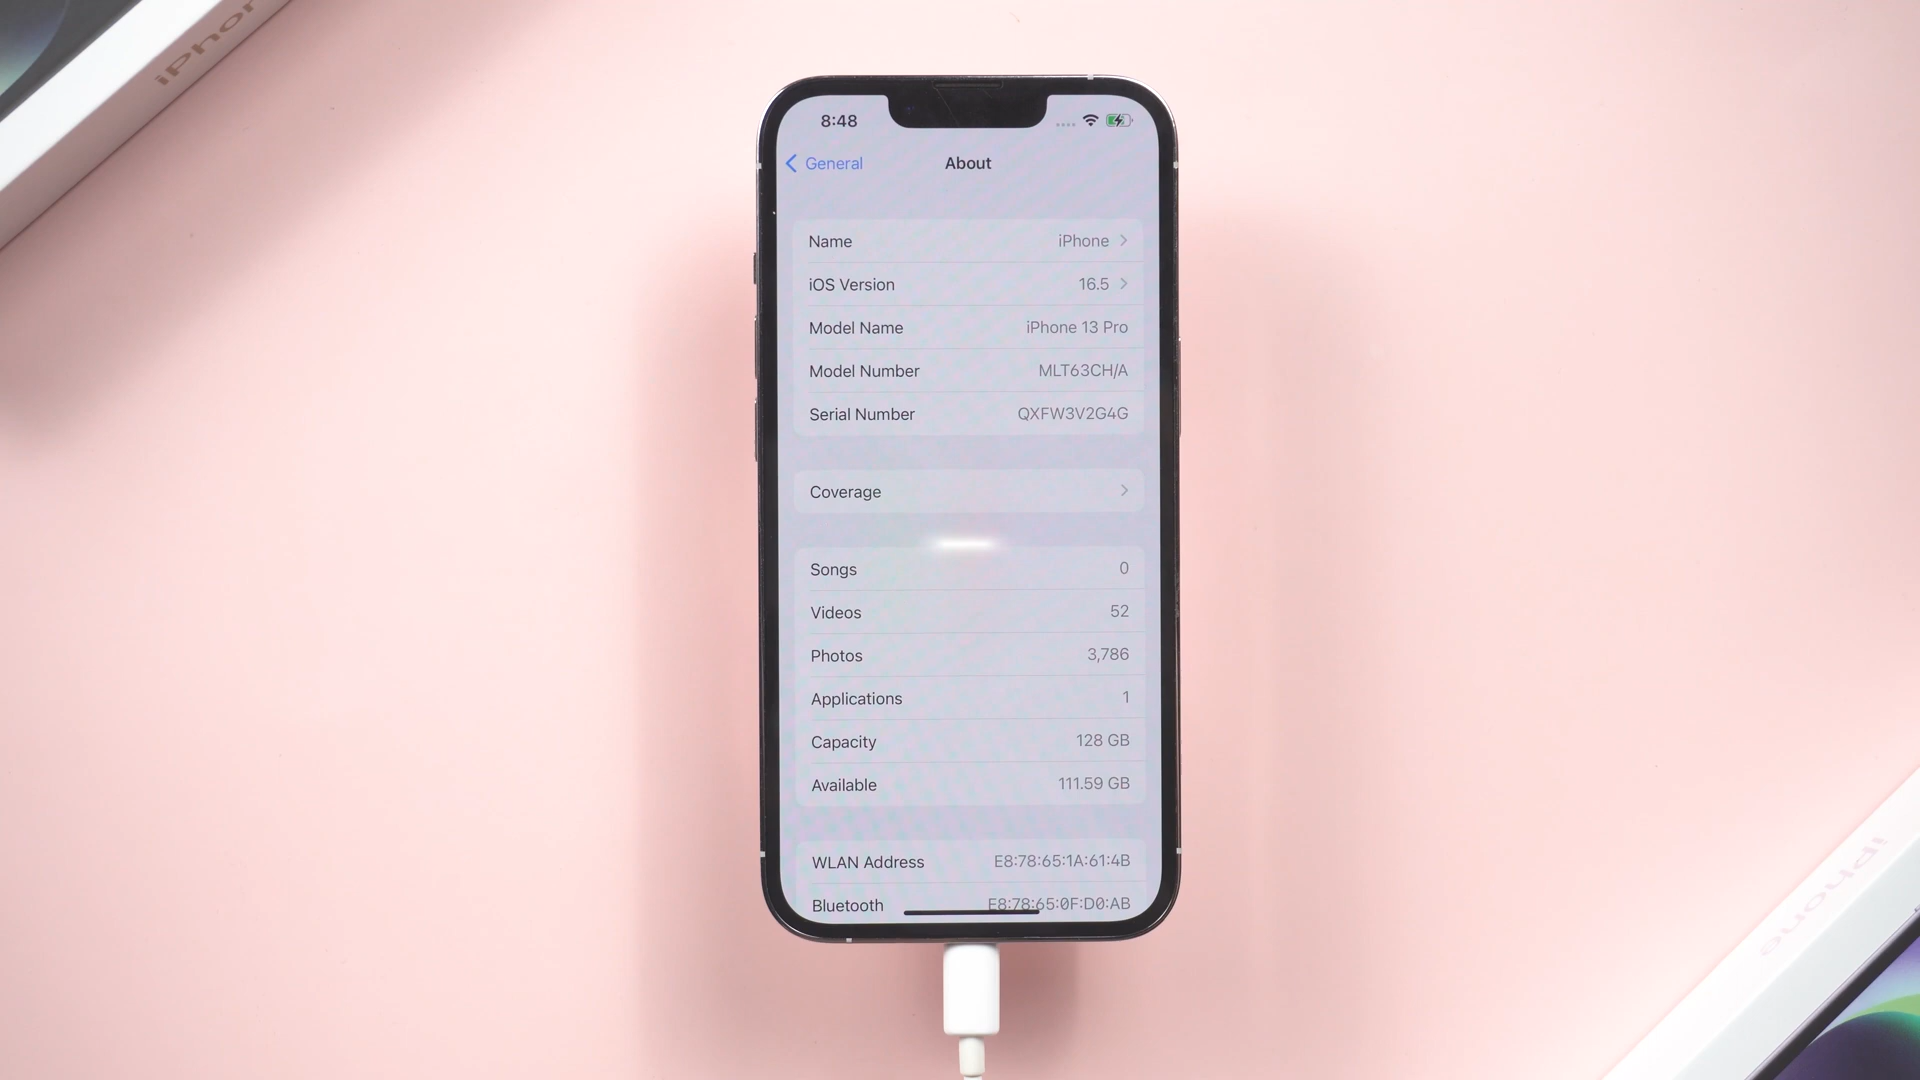 iPhon
8:48
General About
Name iPhone
iOS Version 16.5
Model Name iPhone 13 Pro
Model Number MLT63CH/A
Serial Number QXFW3V2G4G
Coverage
Songs 0
Videos 52
Photos 3,786
Applications 1
Capacity 128 GB
Available 111.59 GB
WLAN Address E8:78:65:1A:61:4B
Bluetooth E8:78:65:0F:D0:AB
iPhone